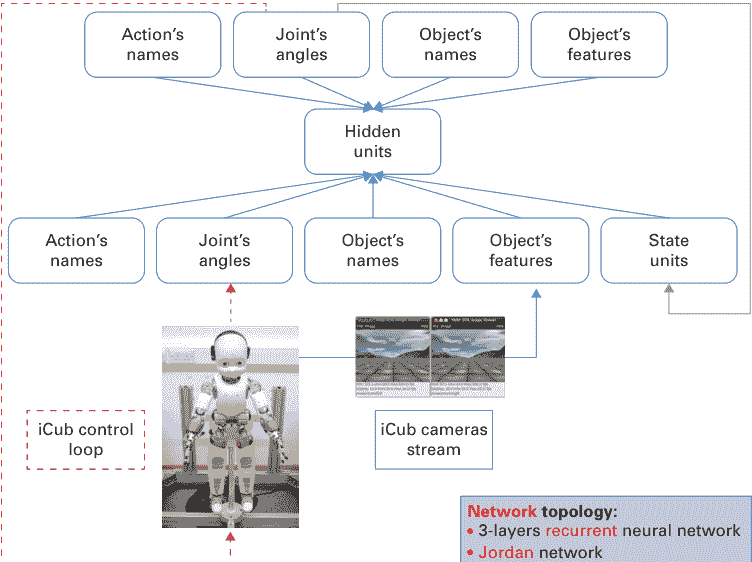 Action's
names
Joint's
angles
Object's
names
Object's
features
Hidden
units
Action's
names
Joint's
angles
Object's
names
Object's
features
State
units
iCub control
loop
iCub cameras
stream
Network topology:
• 3-layers recurrent neural network
• Jordan network